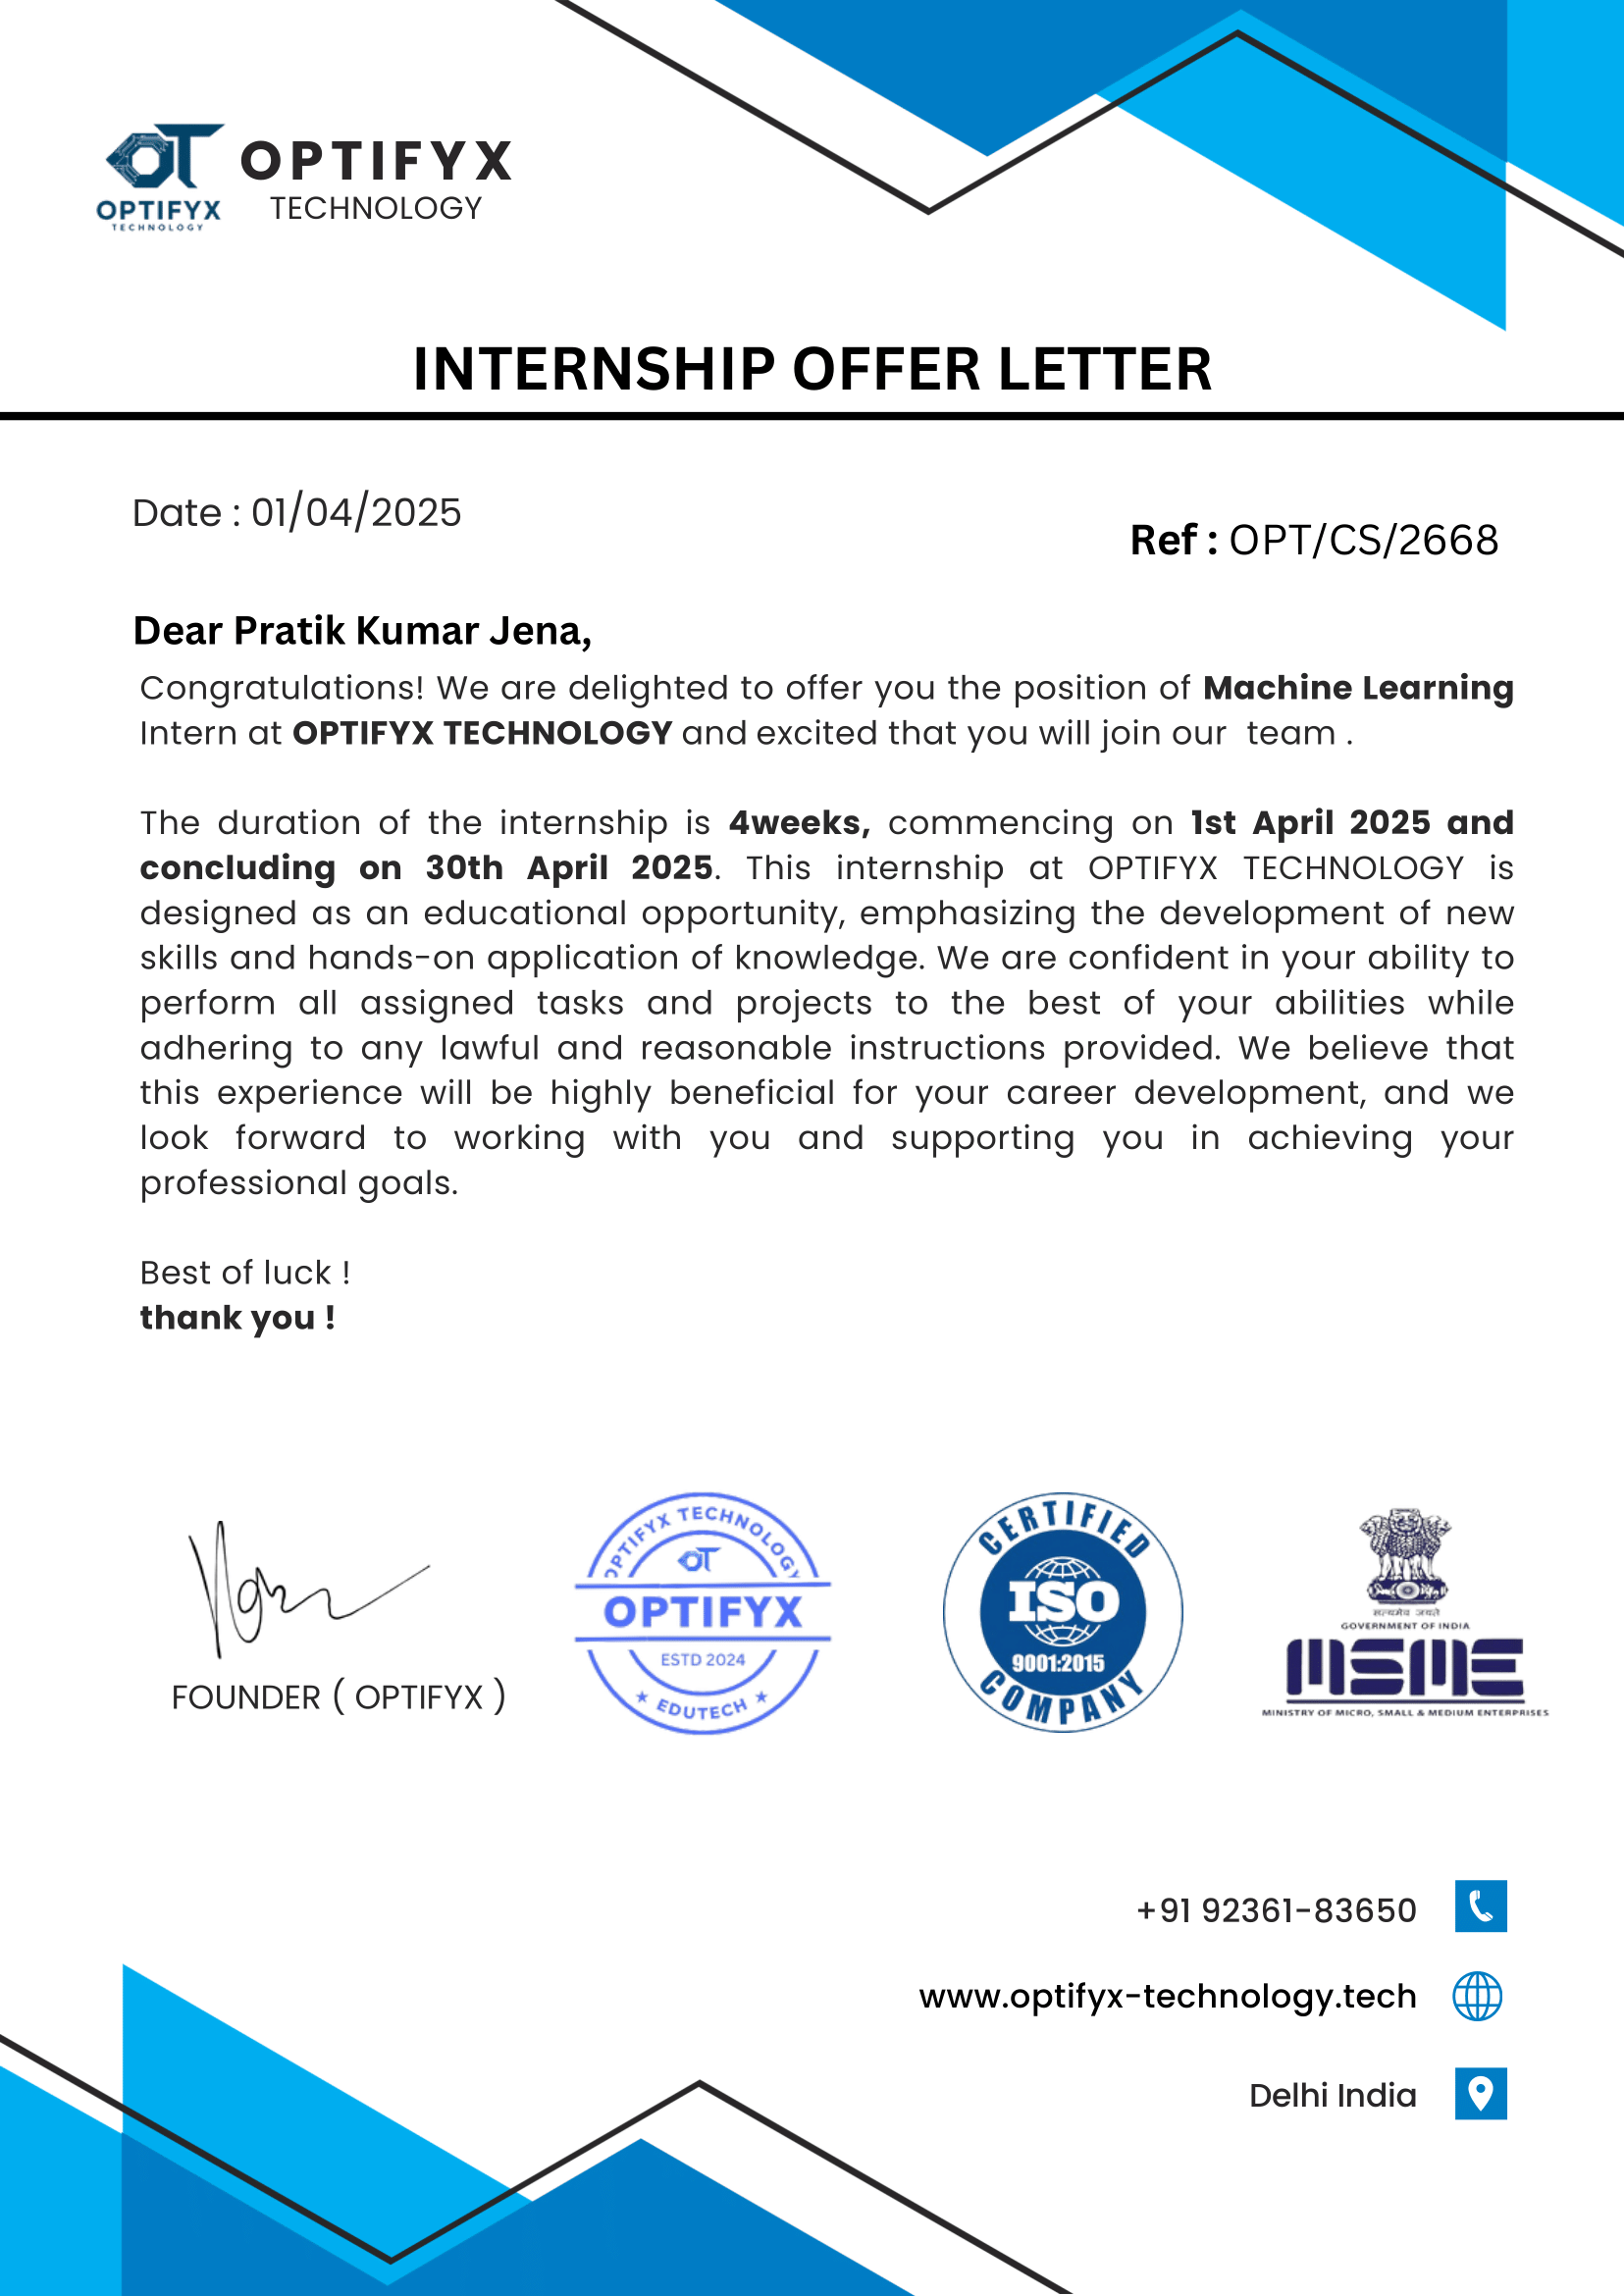 OPTIFYX
TECHNOLOGY
OPTIFYX
TECHNOLOGY
INTERNSHIP OFFER LETTER
Date : 01/04/2025
Ref : OPT/CS/2668
Dear Pratik Kumar Jena,
Congratulations! We are delighted to offer you the position of Machine Learning
Intern at OPTIFYX TECHNOLOGY and excited that you will join our team .
The duration of the internship is 4weeks, commencing on 1st April 2025 and
concluding on 30th April 2025. This internship at OPTIFYX TECHNOLOGY is
designed as an educational opportunity, emphasizing the development of new
skills and hands-on application of knowledge. We are confident in your ability to
perform all assigned tasks and projects to the best of your abilities while
adhering to any lawful and reasonable instructions provided. We believe that
this experience will be highly beneficial for your career development, and we
look forward to working with you and supporting you in achieving your
professional goals.
Best of luck !
thank you !
FOUNDER ( OPTIFYX )
OPTIFYX TECHNOLOGY
OT
OPTIFYX
ESTD 2024
★ EDUTECH ★
CERTIFIED
ISO
9001:2015
COMPANY
सत्यमेव जयते
GOVERNMENT OF INDIA
MSME
MINISTRY OF MICRO, SMALL & MEDIUM ENTERPRISES
+91 92361-83650
www.optifyx-technology.tech
Delhi India